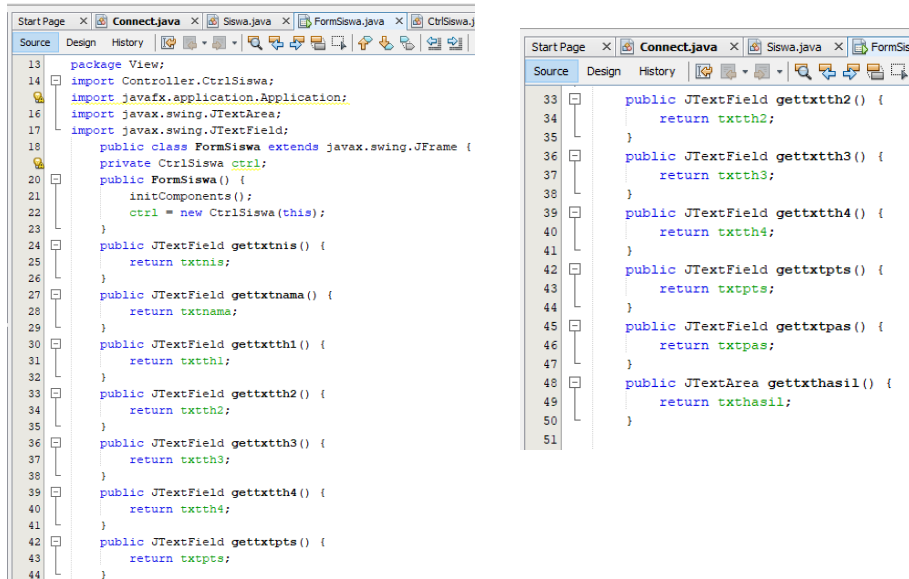 Start Page Connect.java Siswa.java FormSiswa.java CtrlSiswa.j
Source Design History
13 package View;
14 import Controller.CtrlSiswa;
import javafx.application.Application;
16 import javax.swing.JTextArea;
17 import javax.swing.JTextField;
18 public class FormSiswa extends javax.swing.JFrame {
private CtrlSiswa ctrl;
20 public FormSiswa() {
21 initComponents();
22 ctrl = new CtrlSiswa(this);
23 }
24 public JTextField gettxtnis() {
25 return txtnis;
26 }
27 public JTextField gettxtnama() {
28 return txtnama;
29 }
30 public JTextField gettxtth1() {
31 return txtth1;
32 }
33 public JTextField gettxtth2() {
34 return txtth2;
35 }
36 public JTextField gettxtth3() {
37 return txtth3;
38 }
39 public JTextField gettxtth4() {
40 return txtth4;
41 }
42 public JTextField gettxtpts() {
43 return txtpts;
44 }
Start Page Connect.java Siswa.java FormSis
Source Design History
33 public JTextField gettxtth2() {
34 return txtth2;
35 }
36 public JTextField gettxtth3() {
37 return txtth3;
38 }
39 public JTextField gettxtth4() {
40 return txtth4;
41 }
42 public JTextField gettxtpts() {
43 return txtpts;
44 }
45 public JTextField gettxtpas() {
46 return txtpas;
47 }
48 public JTextArea gettxthasil() {
49 return txthasil;
50 }
51